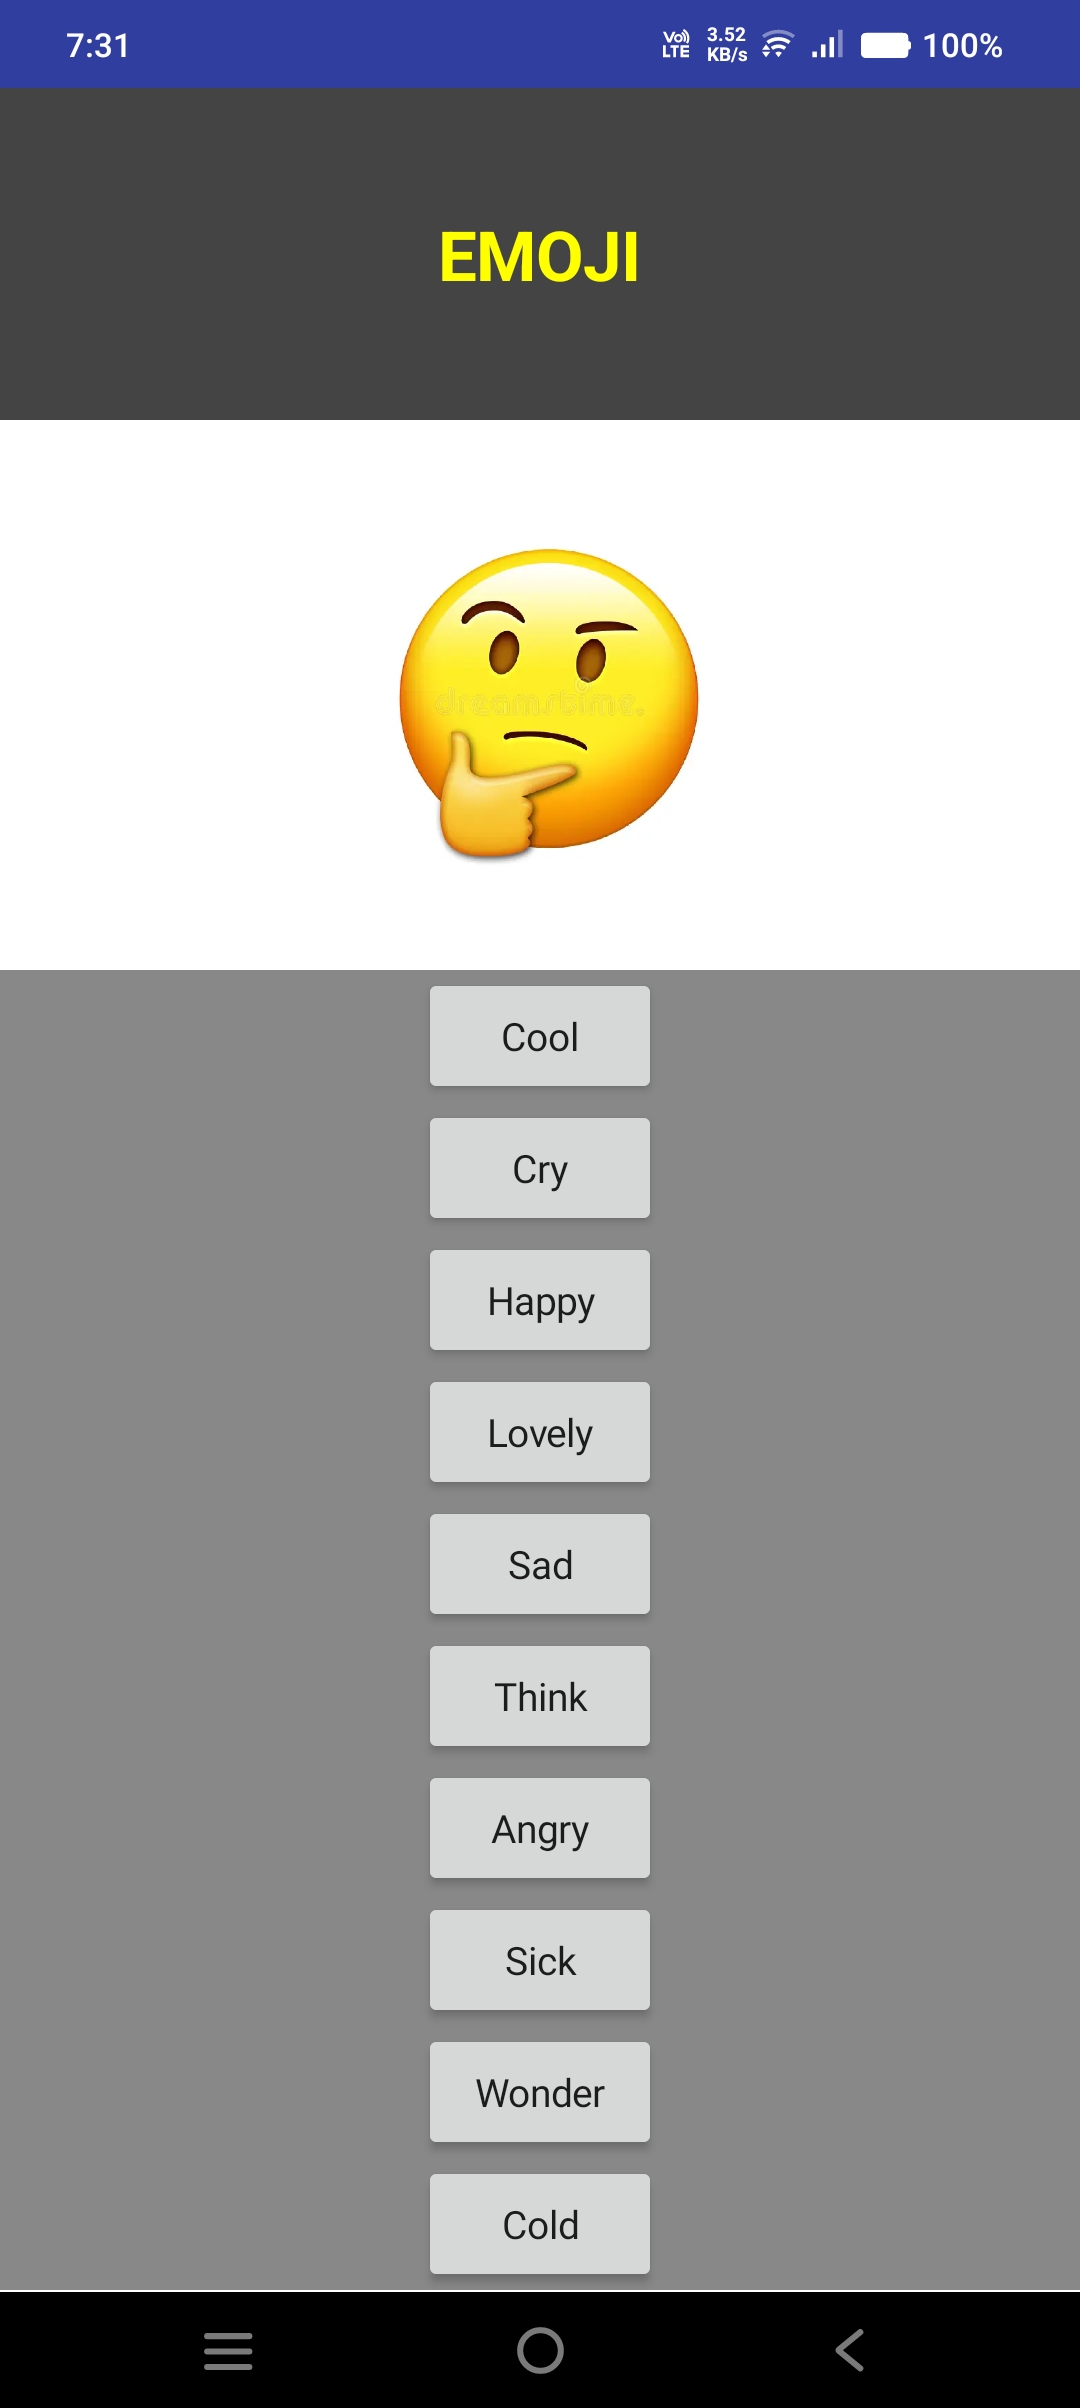 7:31
Vo) LTE 3.52 KB/s 100%
EMOJI
dreamstime.
Cool
Cry
Happy
Lovely
Sad
Think
Angry
Sick
Wonder
Cold